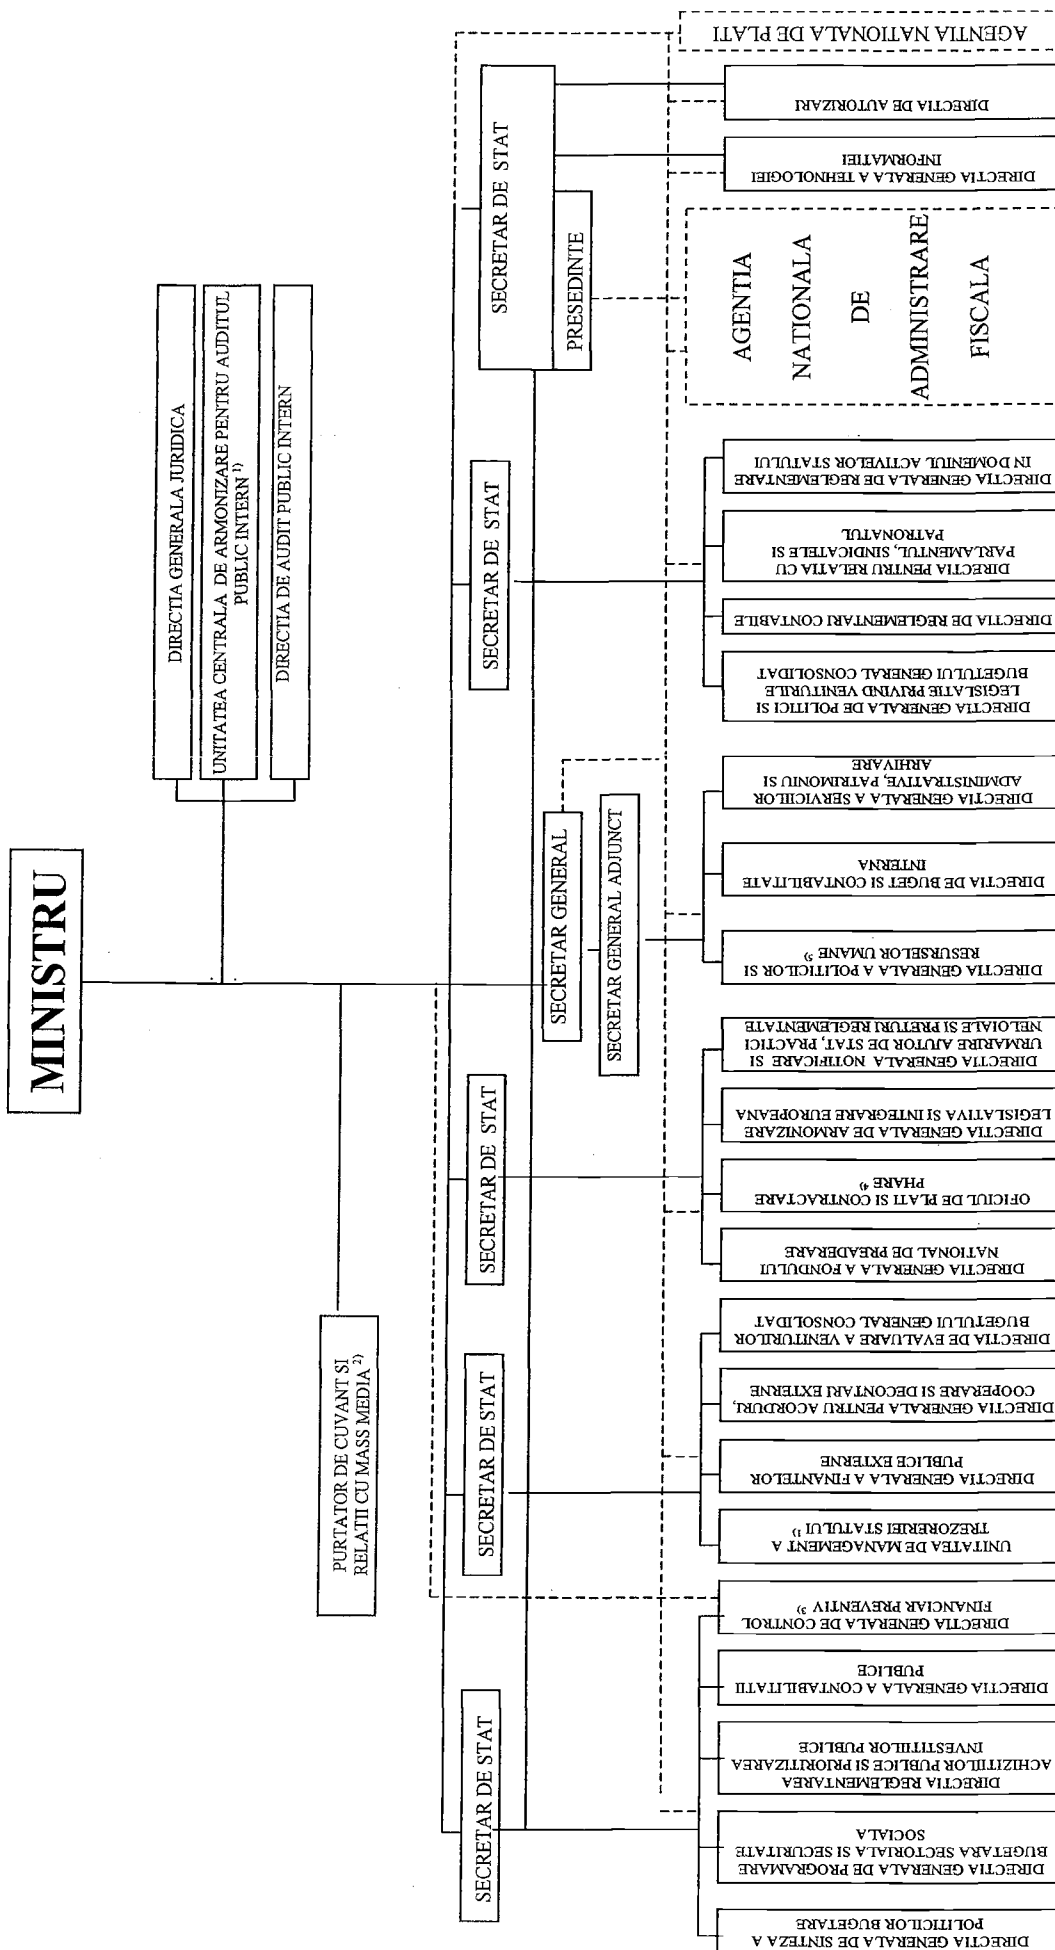 MINISTRU
DIRECTIA GENERALA JURIDICA
UNITATEA CENTRALA DE ARMONIZARE PENTRU AUDITUL
PUBLIC INTERN 1)
DIRECTIA DE AUDIT PUBLIC INTERN
PURTATOR DE CUVANT SI
RELATII CU MASS MEDIA 2)
SECRETAR DE STAT
SECRETAR DE STAT
SECRETAR DE STAT
SECRETAR DE STAT
SECRETAR DE STAT
PRESEDINTE
SECRETAR GENERAL
SECRETAR GENERAL ADJUNCT
DIRECTIA GENERALA DE SINTEZA A
POLITICILOR BUGETARE
DIRECTIA GENERALA DE PROGRAMARE
BUGETARA SECTORIALA SI SECURITATE
SOCIALA
DIRECTIA REGLEMENTAREA
ACHIZITIILOR PUBLICE SI PRIORITIZAREA
INVESTITIILOR PUBLICE
DIRECTIA GENERALA A CONTABILITATII
PUBLICE
DIRECTIA GENERALA DE CONTROL
FINANCIAR PREVENTIV 3)
UNITATEA DE MANAGEMENT A
TREZORERIEI STATULUI 1)
DIRECTIA GENERALA A FINANTELOR
PUBLICE EXTERNE
DIRECTIA GENERALA PENTRU ACORDURI,
COOPERARE SI DECONTARI EXTERNE
DIRECTIA DE EVALUARE A VENITURILOR
BUGETULUI GENERAL CONSOLIDAT
DIRECTIA GENERALA A FONDULUI
NATIONAL DE PREADERARE
OFICIUL DE PLATI SI CONTRACTARE
PHARE 4)
DIRECTIA GENERALA DE ARMONIZARE
LEGISLATIVA SI INTEGRARE EUROPEANA
DIRECTIA GENERALA NOTIFICARE SI
URMARIRE AJUTOR DE STAT, PRACTICI
NELOIALE SI PRETURI REGLEMENTATE
DIRECTIA GENERALA A POLITICILOR SI
RESURSELOR UMANE 5)
DIRECTIA DE BUGET SI CONTABILITATE
INTERNA
DIRECTIA GENERALA A SERVICIILOR
ADMINISTRATIVE, PATRIMONIU SI
ARHIVARE
DIRECTIA GENERALA DE POLITICI SI
LEGISLATIE PRIVIND VENITURILE
BUGETULUI GENERAL CONSOLIDAT
DIRECTIA DE REGLEMENTARI CONTABILE
DIRECTIA PENTRU RELATIA CU
PARLAMENTUL, SINDICATELE SI
PATRONATUL
DIRECTIA GENERALA DE REGLEMENTARE
IN DOMENIUL ACTIVELOR STATULUI
AGENTIA
NATIONALA
DE
ADMINISTRARE
FISCALA
DIRECTIA GENERALA A TEHNOLOGIEI
INFORMATIEI
DIRECTIA DE AUTORIZARI
AGENTIA NATIONALA DE PLATI